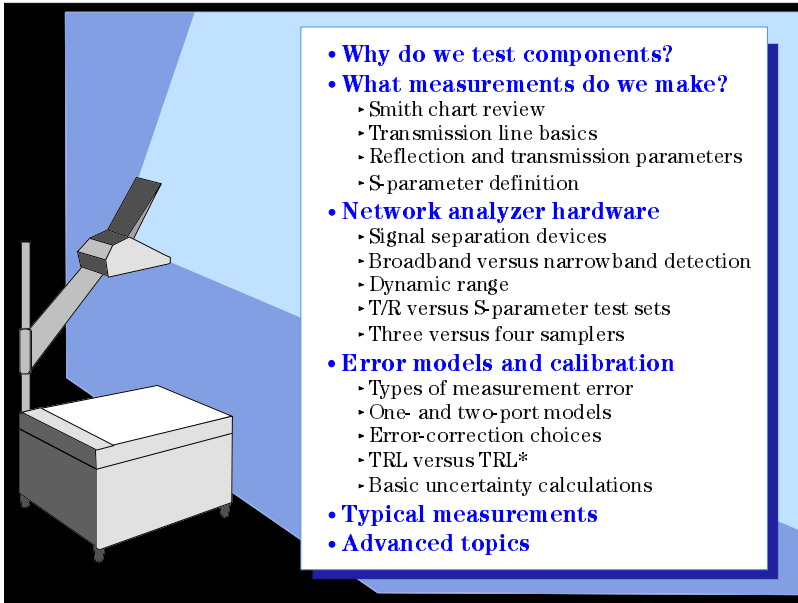 • Why do we test components?
• What measurements do we make?
▸ Smith chart review
▸ Transmission line basics
▸ Reflection and transmission parameters
▸ S-parameter definition
• Network analyzer hardware
▸ Signal separation devices
▸ Broadband versus narrowband detection
▸ Dynamic range
▸ T/R versus S-parameter test sets
▸ Three versus four samplers
• Error models and calibration
▸ Types of measurement error
▸ One- and two-port models
▸ Error-correction choices
▸ TRL versus TRL*
▸ Basic uncertainty calculations
• Typical measurements
• Advanced topics